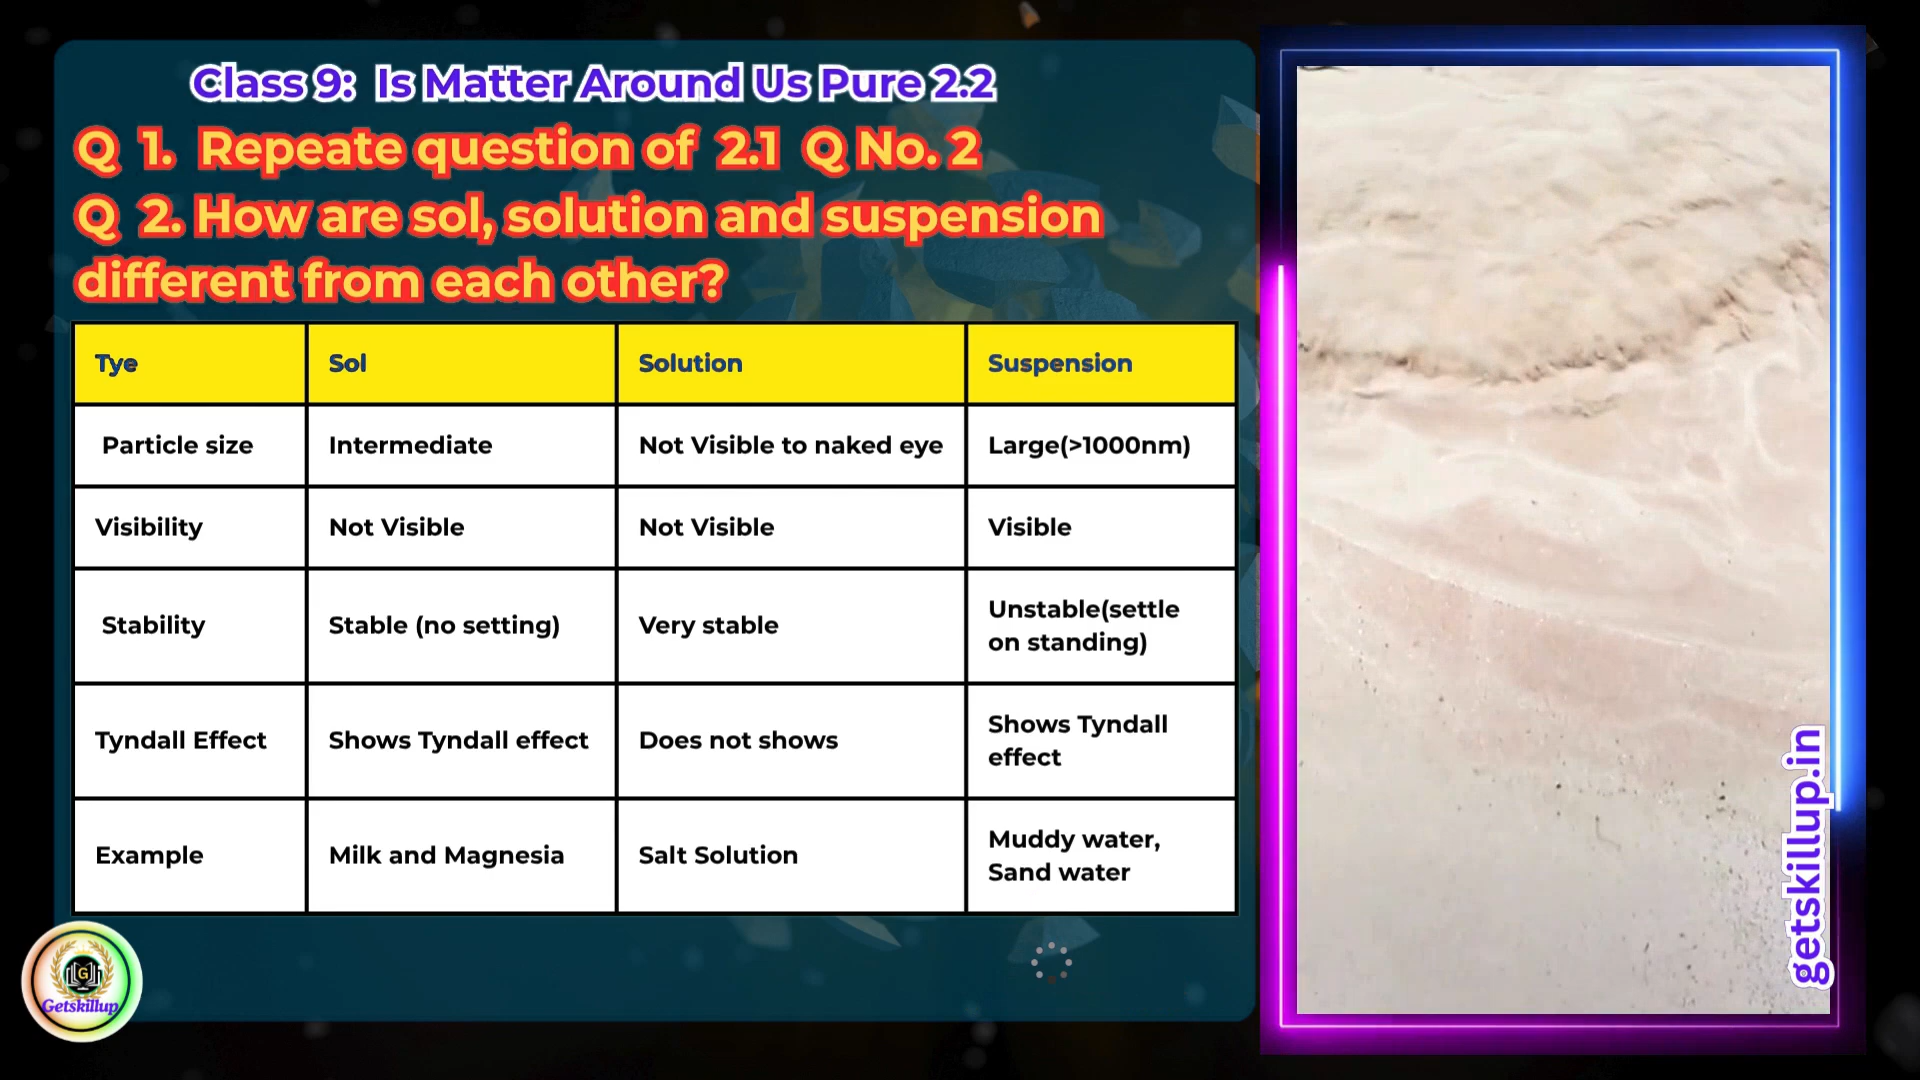 Class 9: Is Matter Around Us Pure 2.2
Q 1. Repeate question of 2.1 Q No. 2
Q 2. How are sol, solution and suspension
different from each other?
Tye Sol Solution Suspension
Particle size Intermediate Not Visible to naked eye Large(>1000nm)
Visibility Not Visible Not Visible Visible
Stability Stable (no setting) Very stable Unstable(settle
on standing)
Tyndall Effect Shows Tyndall effect Does not shows Shows Tyndall
effect
Example Milk and Magnesia Salt Solution Muddy water,
Sand water
G
Getskillup
getskillup.in